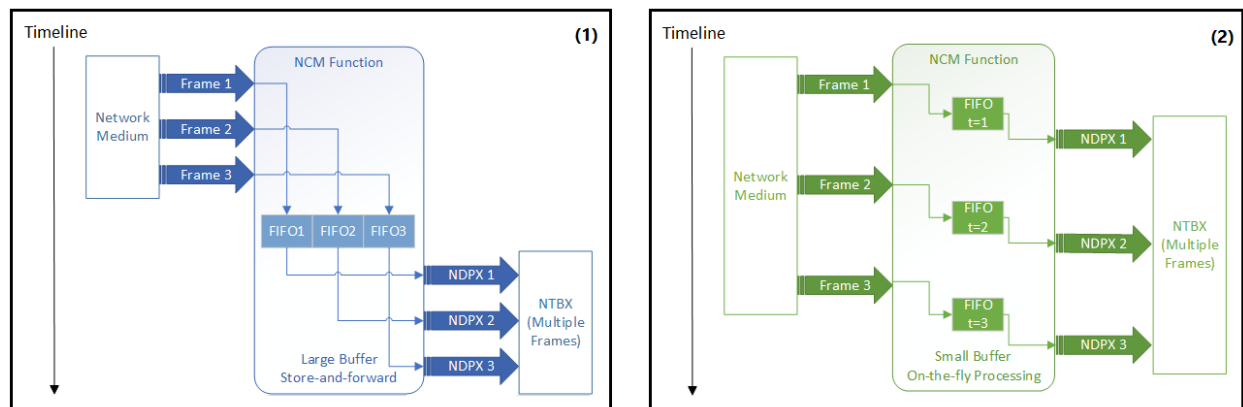 Timeline
(1)
NCM Function
Network
Medium
Frame 1
Frame 2
Frame 3
FIFO1
FIFO2
FIFO3
NDPX 1
NDPX 2
NDPX 3
NTBX
(Multiple
Frames)
Large Buffer
Store-and-forward
Timeline
(2)
NCM Function
Network
Medium
Frame 1
FIFO
t=1
NDPX 1
Frame 2
FIFO
t=2
NDPX 2
Frame 3
FIFO
t=3
NDPX 3
NTBX
(Multiple
Frames)
Small Buffer
On-the-fly Processing